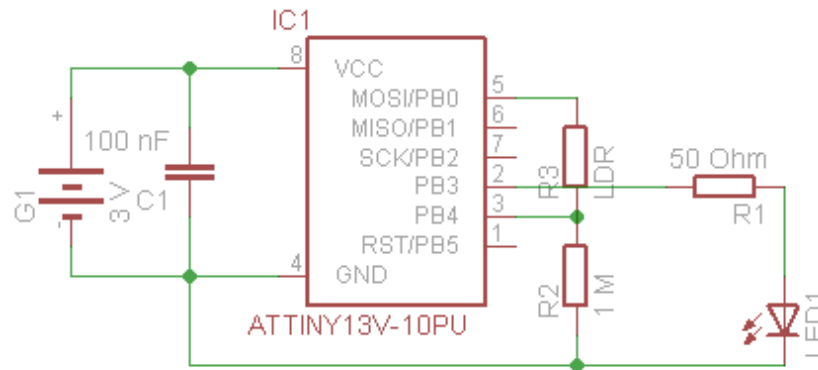 IC1
8
VCC
5
MOSI/PB0
6
MISO/PB1
7
SCK/PB2
2
PB3
3
PB4
1
RST/PB5
4
GND
ATTINY13V-10PU
+
-
G1
3 V
100 nF
C1
R3
LDR
50 Ohm
R1
R2
1 M
LED1